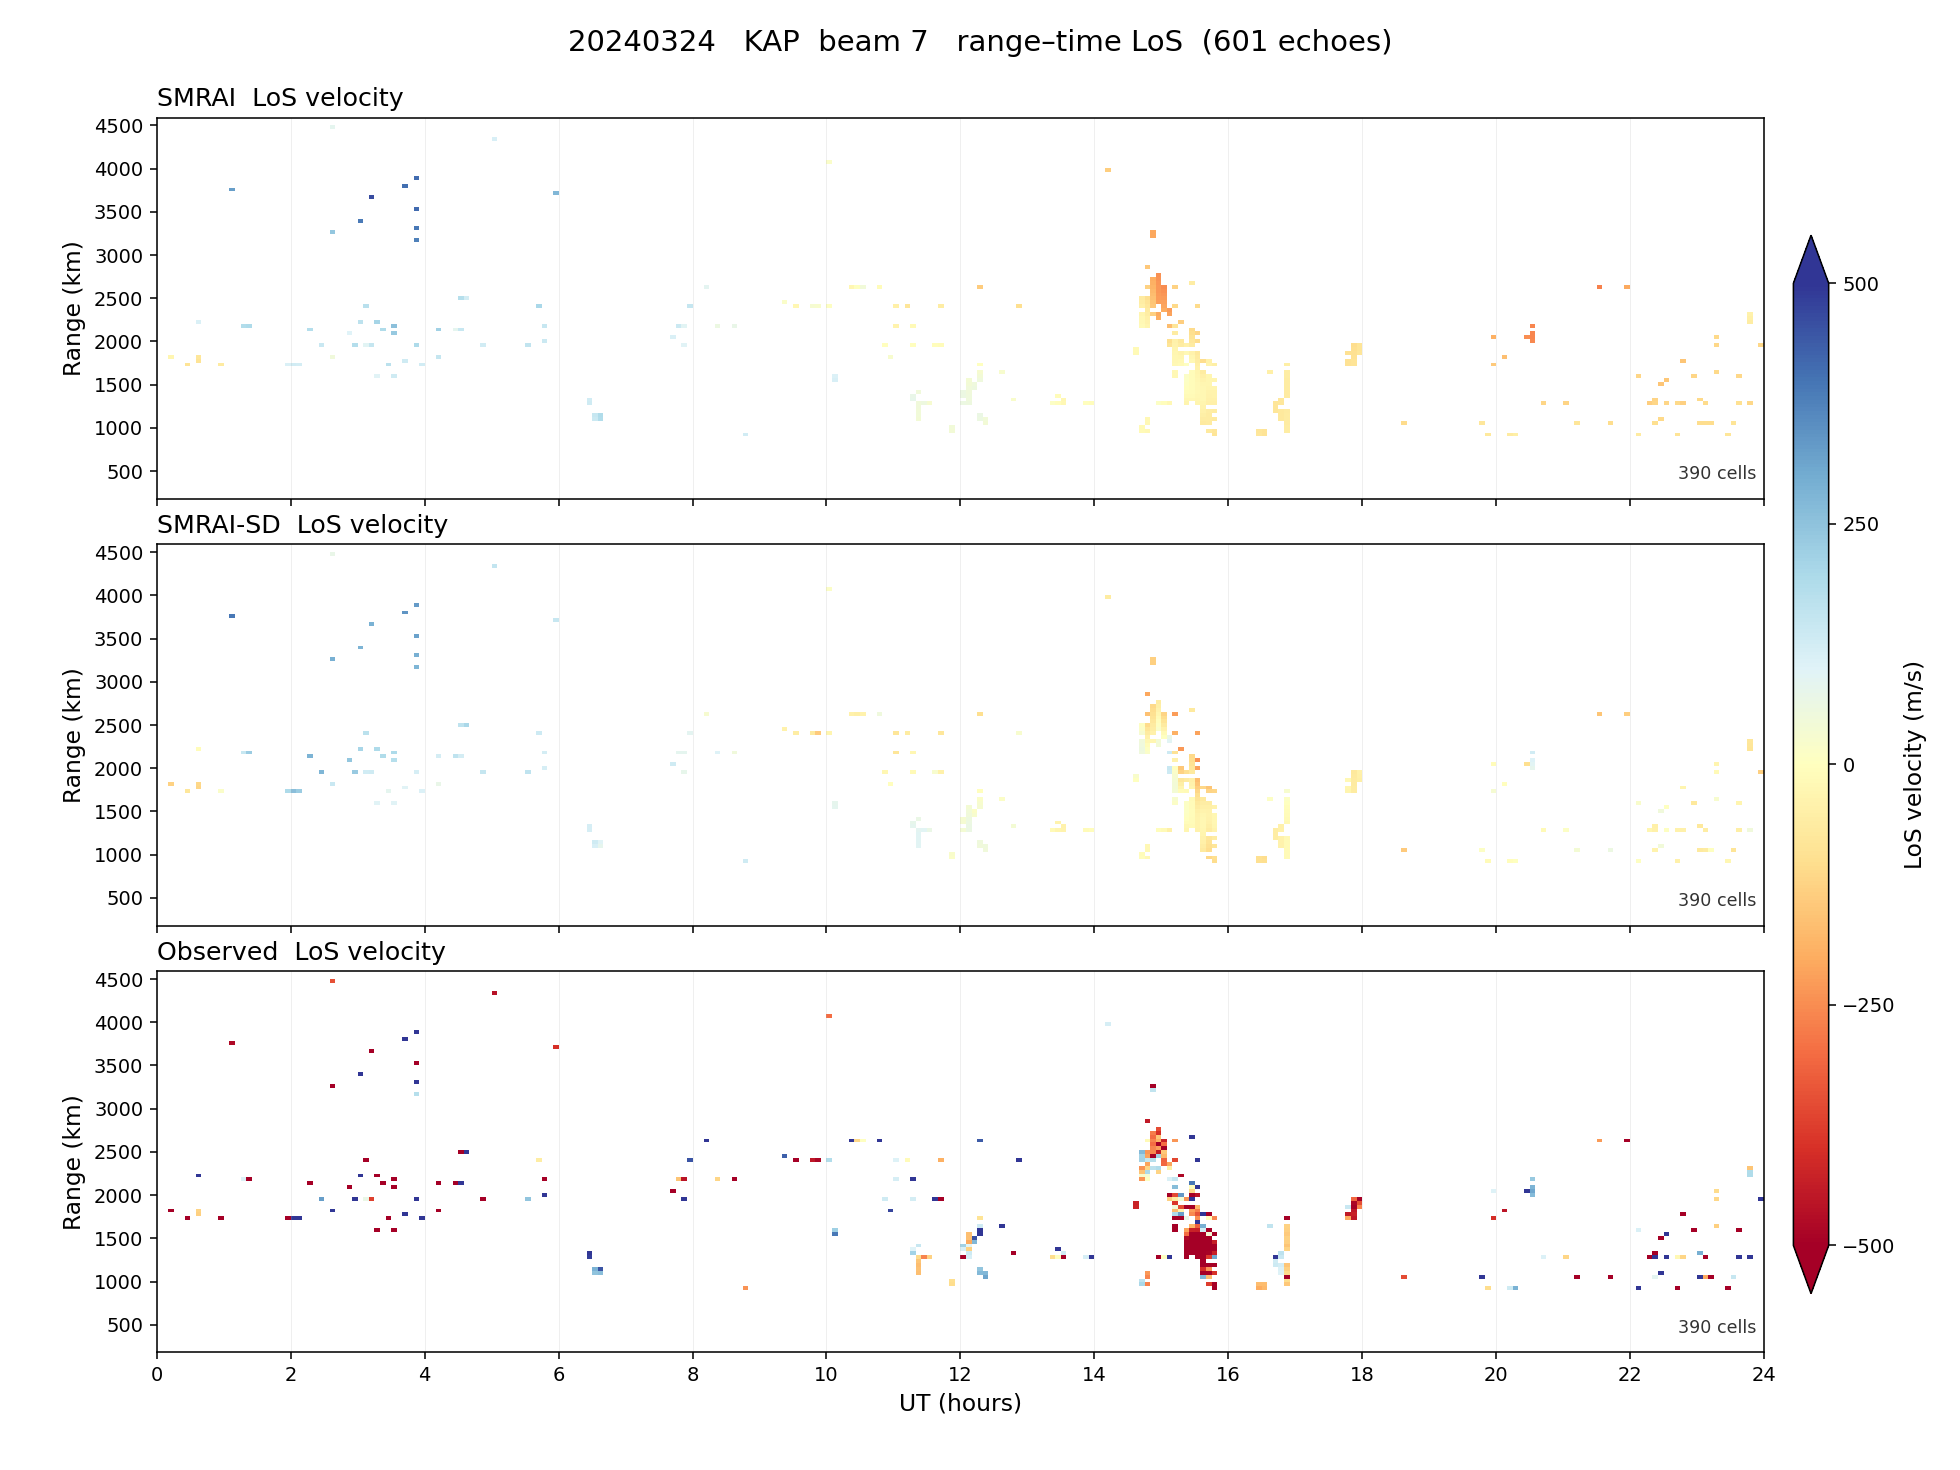 20240324   KAP  beam 7   range–time LoS  (601 echoes)
SMRAI  LoS velocity
4500
4000
3500
3000
2500
2000
1500
1000
500
Range (km)
390 cells
SMRAI-SD  LoS velocity
4500
4000
3500
3000
2500
2000
1500
1000
500
Range (km)
390 cells
Observed  LoS velocity
4500
4000
3500
3000
2500
2000
1500
1000
500
Range (km)
390 cells
0 2 4 6 8 10 12 14 16 18 20 22 24
UT (hours)
500
250
0
−250
−500
LoS velocity (m/s)